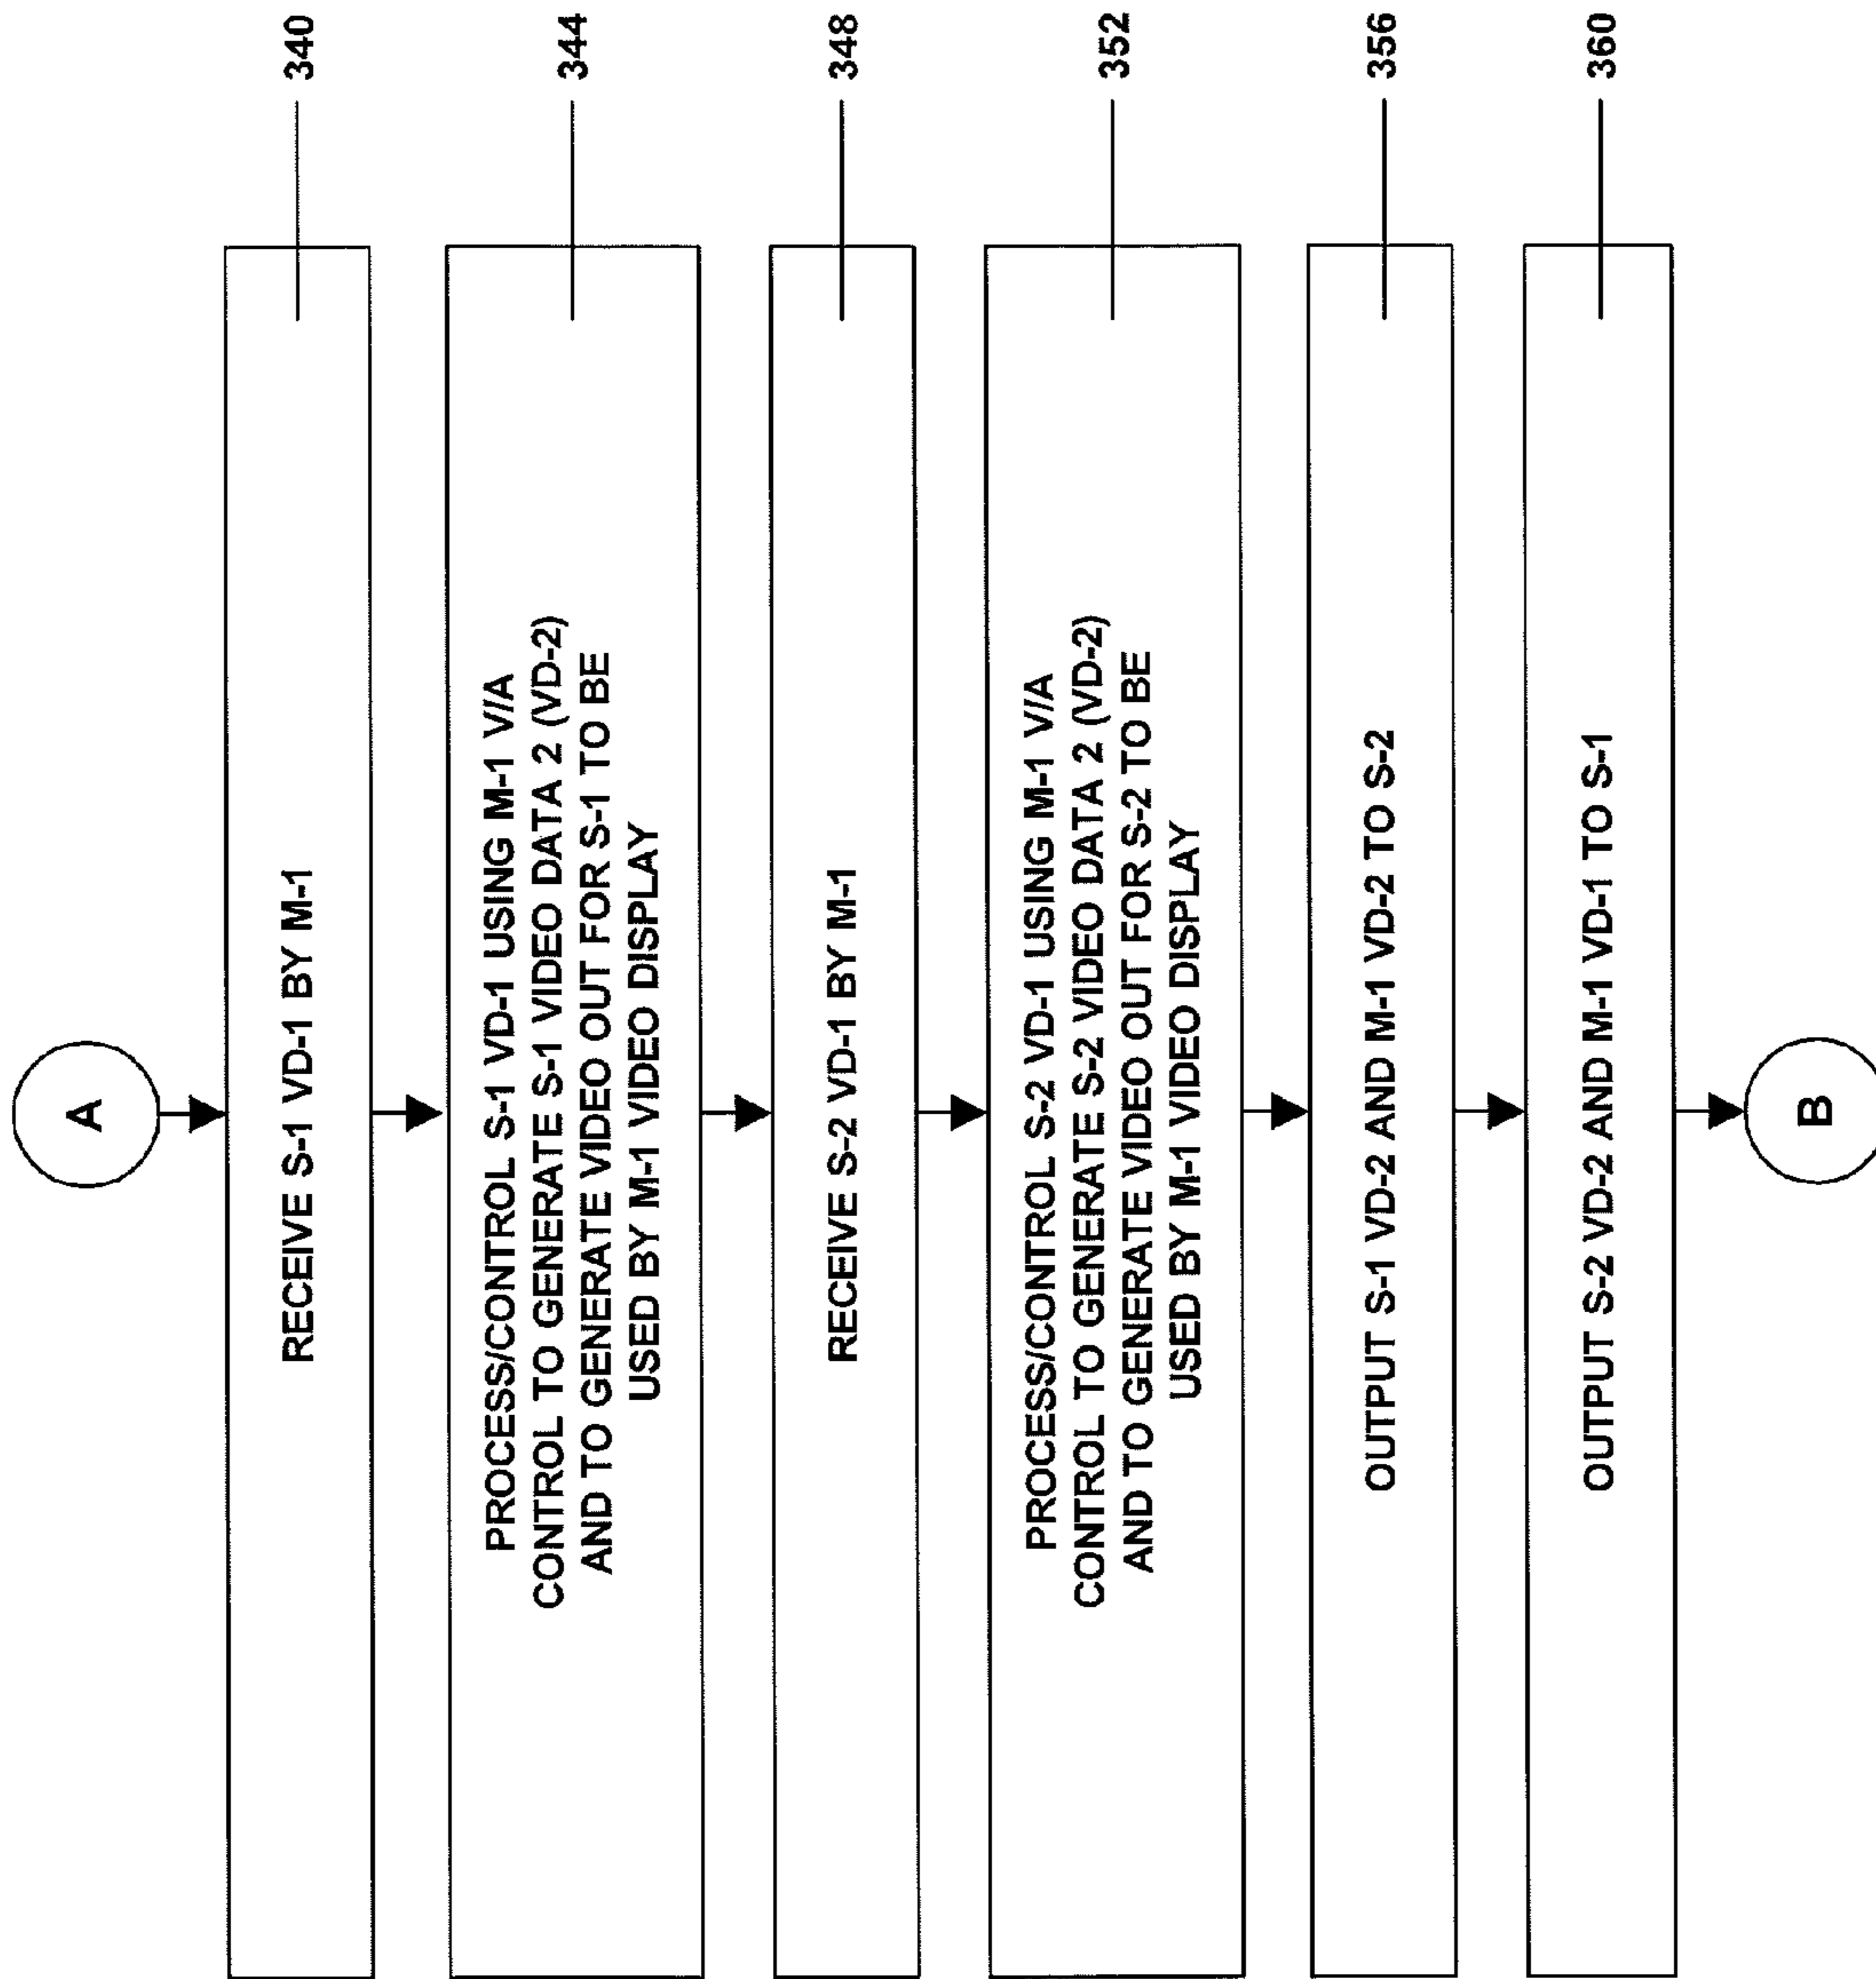 A
RECEIVE S-1 VD-1 BY M-1
340
PROCESS/CONTROL S-1 VD-1 USING M-1 V/A
CONTROL TO GENERATE S-1 VIDEO DATA 2 (VD-2)
AND TO GENERATE VIDEO OUT FOR S-1 TO BE
USED BY M-1 VIDEO DISPLAY
344
RECEIVE S-2 VD-1 BY M-1
348
PROCESS/CONTROL S-2 VD-1 USING M-1 V/A
CONTROL TO GENERATE S-2 VIDEO DATA 2 (VD-2)
AND TO GENERATE VIDEO OUT FOR S-2 TO BE
USED BY M-1 VIDEO DISPLAY
352
OUTPUT S-1 VD-2 AND M-1 VD-2 TO S-2
356
OUTPUT S-2 VD-2 AND M-1 VD-1 TO S-1
360
B